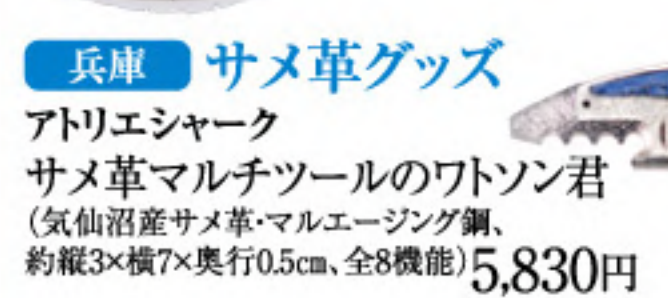 兵庫 サメ革グッズ
アトリエシャーク
サメ革マルチツールのワトソン君
(気仙沼産サメ革・マルエージング鋼、
約縦3×横7×奥行0.5㎝、全8機能)5,830円